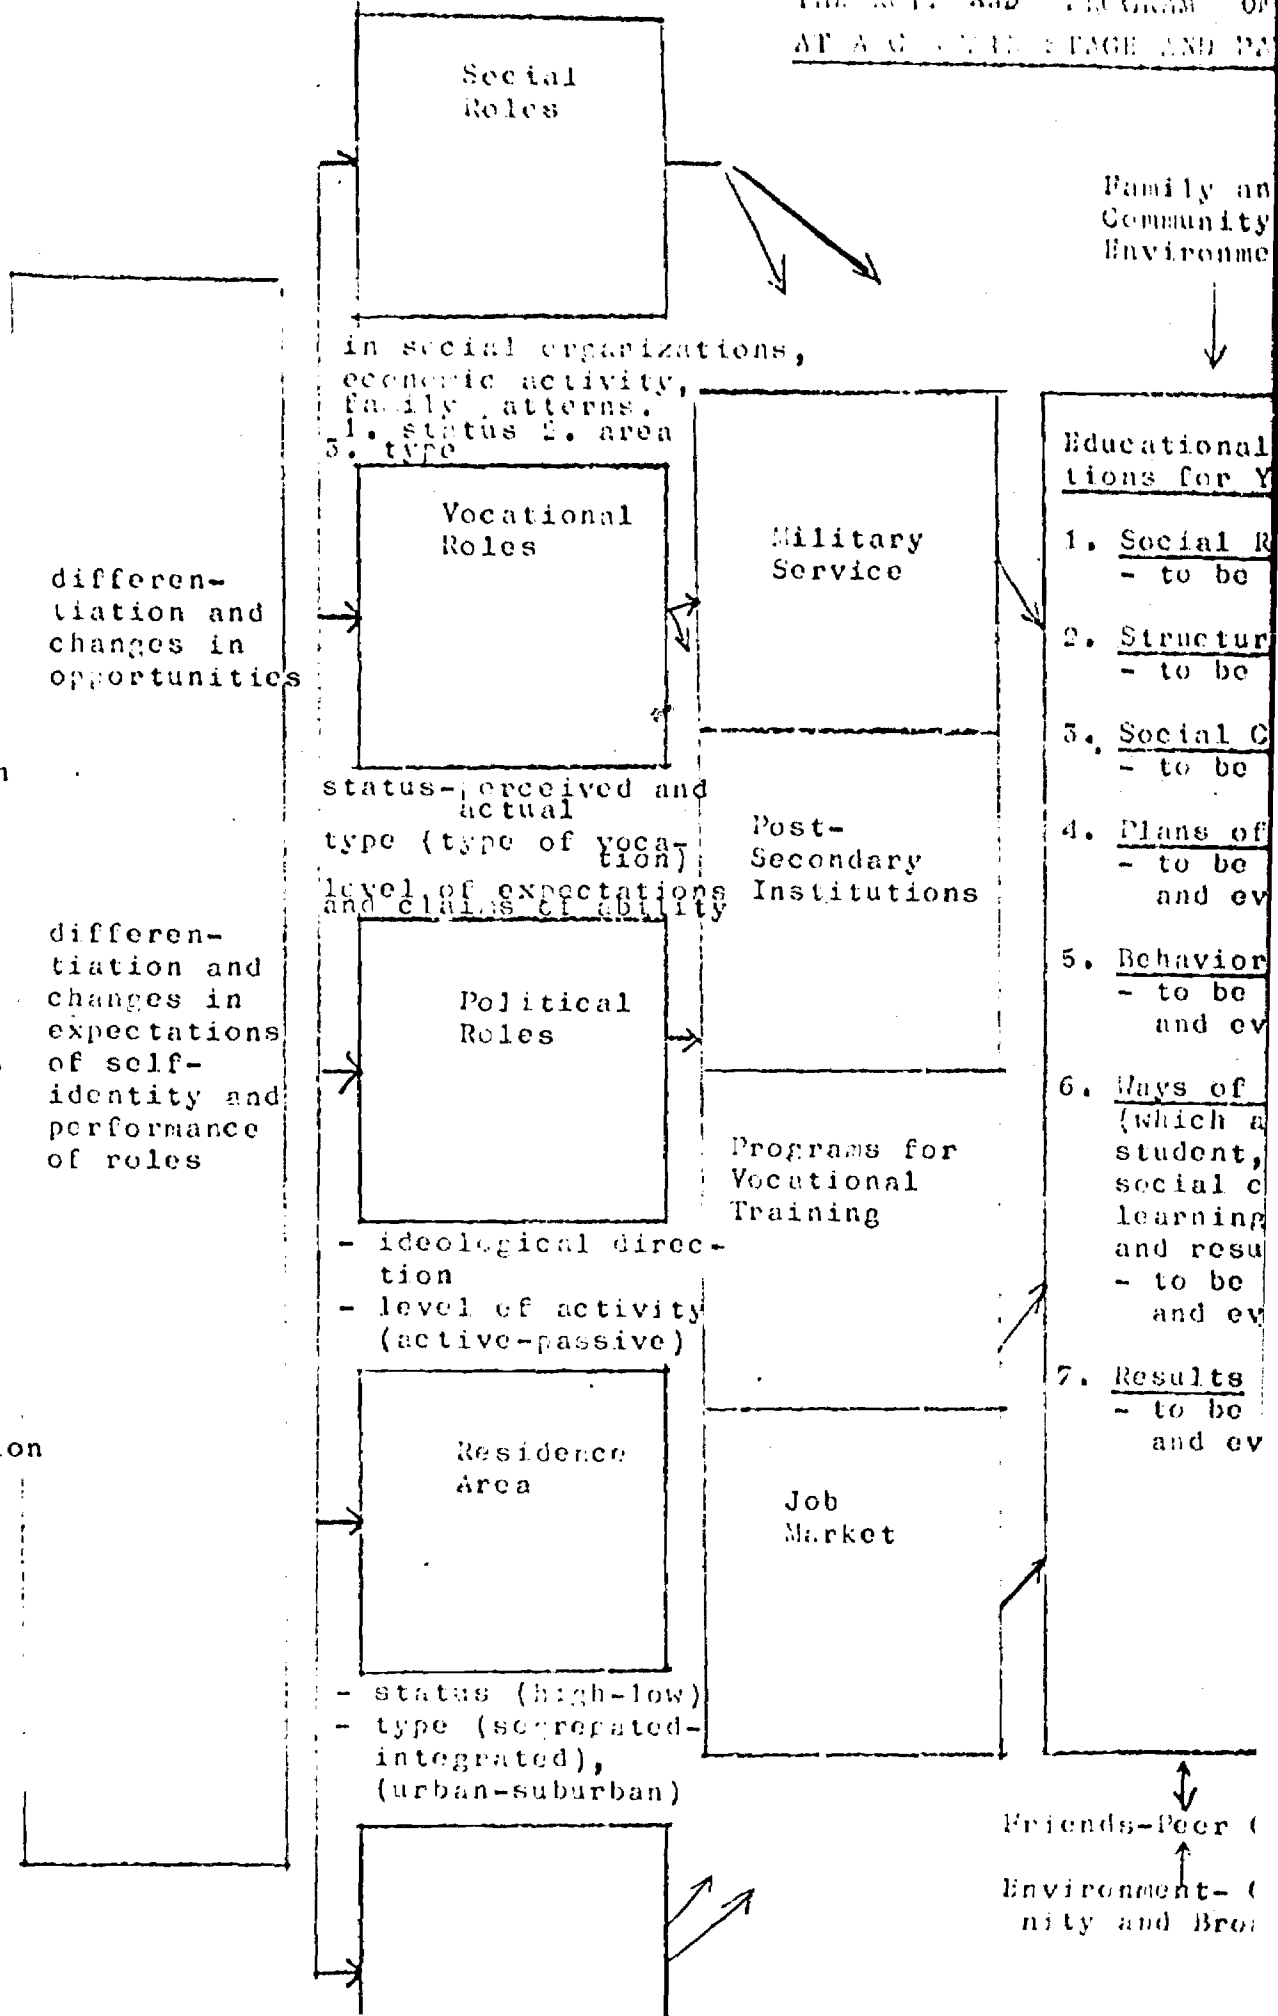 AND PROGRAM OF
AT A STAGE AND
Social
Roles
Family an
Community
Environme
in social organizations,
economic activity,
family atterns.
1. status 2. area
3. type
Vocational
Roles
differen-
tiation and
changes in
opportunities
n
status-perceived and
actual
type (type of voca-
tion)
level of expectations
and claims of ability
differen-
tiation and
changes in
expectations
of self-
identity and
performance
of roles
Political
Roles
- ideological direc-
tion
- level of activity
(active-passive)
Residence
Area
ion
- status (high-low)
- type (segregated-
integrated),
(urban-suburban)
Military
Service
Post-
Secondary
Institutions
Programs for
Vocational
Training
Job
Market
Educational
tions for Y
1. Social R
- to be
2. Structur
- to be
3. Social C
- to be
4. Plans of
- to be
and ev
5. Behavior
- to be
and ev
6. Ways of
(which a
student,
social c
learning
and resu
- to be
and ev
7. Results
- to be
and ev
Friends-Peer (
Environment- (
nity and Bro